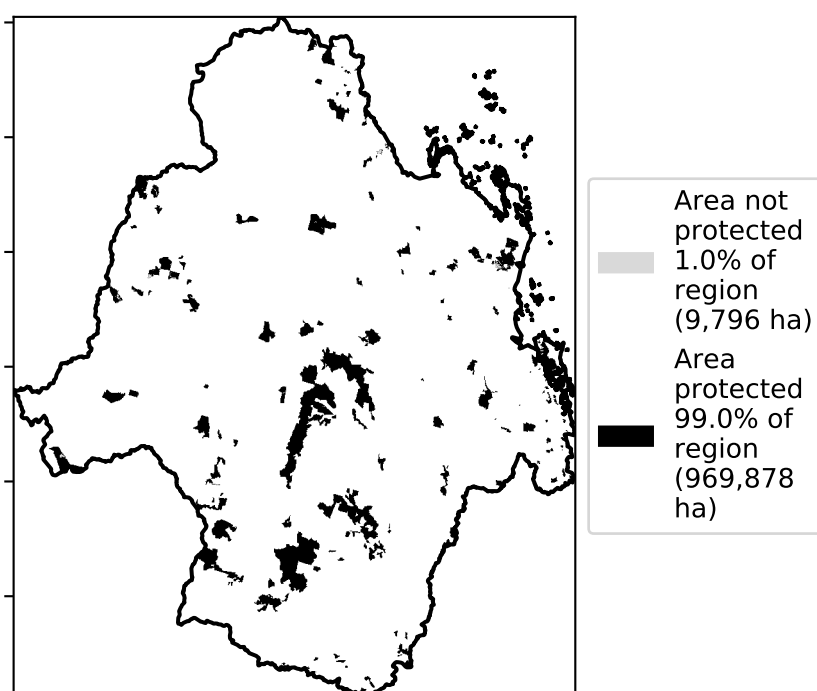 Area not
protected
1.0% of
region
(9,796 ha)
Area
protected
99.0% of
region
(969,878
ha)